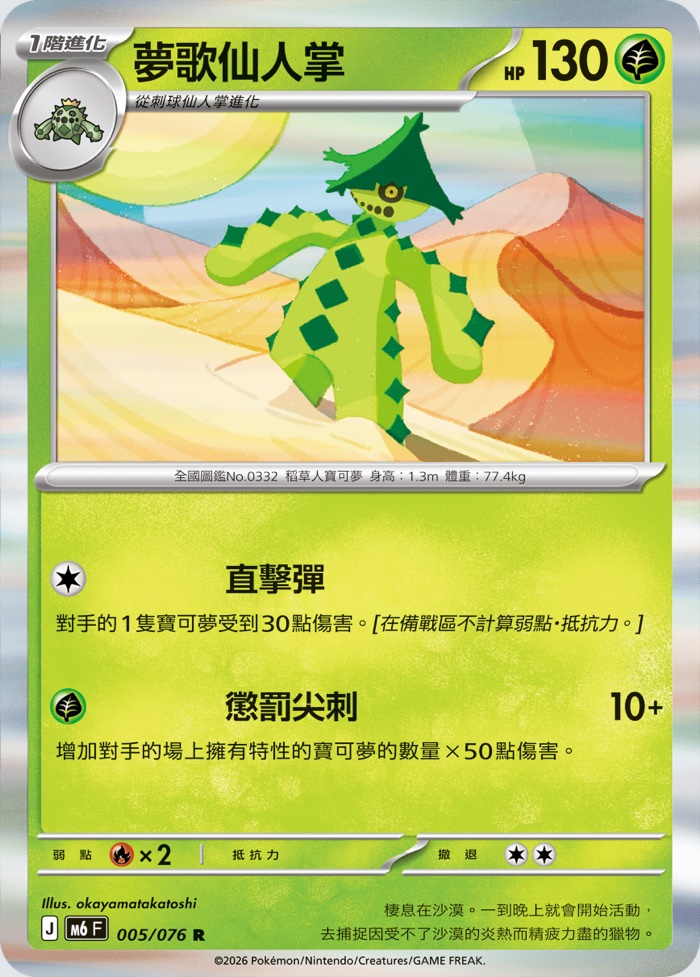 1階進化
夢歌仙人掌
HP 130
從刺球仙人掌進化
全國圖鑑No.0332 稻草人寶可夢 身高：1.3m 體重：77.4kg
直擊彈
對手的1隻寶可夢受到30點傷害。[在備戰區不計算弱點･抵抗力。]
懲罰尖刺 10+
增加對手的場上擁有特性的寶可夢的數量×50點傷害。
弱點 ×2 抵抗力 撤退
Illus. okayamatakatoshi
J M6 F 005/076 R
棲息在沙漠。一到晚上就會開始活動，
去捕捉因受不了沙漠的炎熱而精疲力盡的獵物。
©2026 Pokémon/Nintendo/Creatures/GAME FREAK.